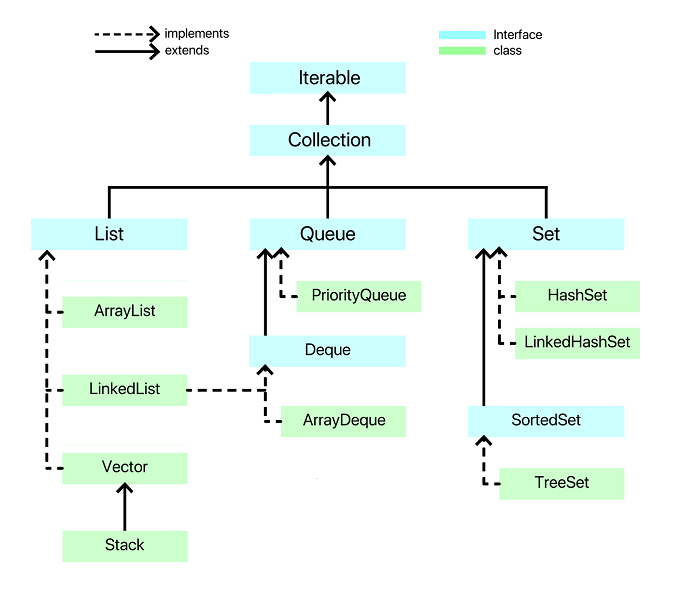 implements
extends
Interface
class
Iterable
Collection
List
Queue
Set
ArrayList
PriorityQueue
HashSet
LinkedHashSet
Deque
LinkedList
ArrayDeque
SortedSet
Vector
TreeSet
Stack